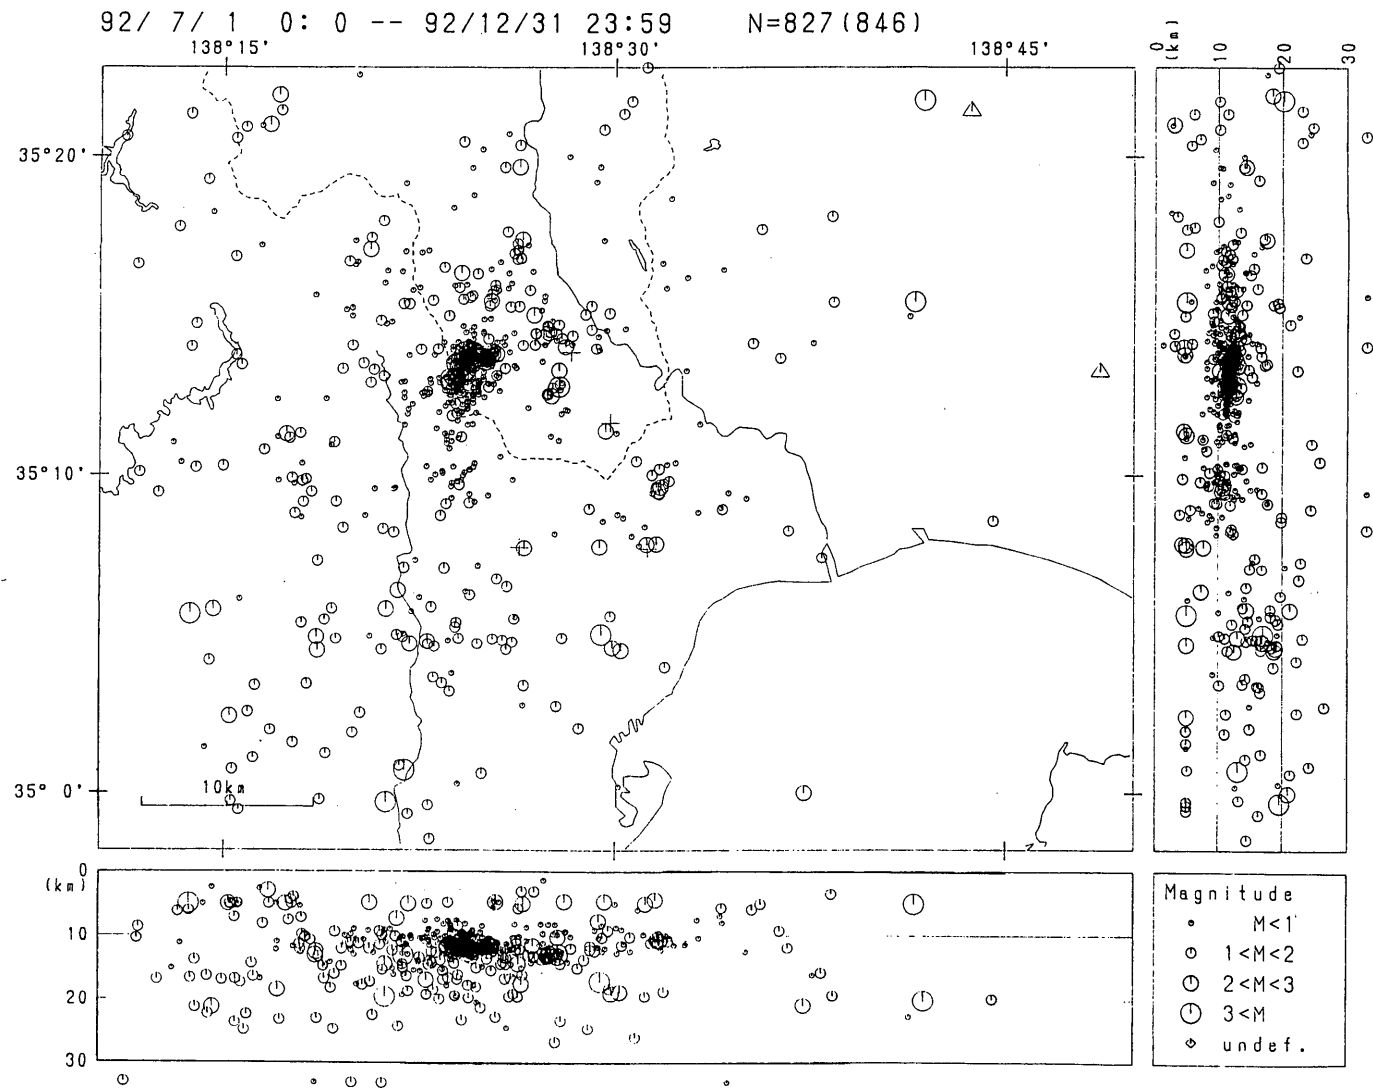 92/ 7/ 1 0: 0 -- 92/12/31 23:59 N=827(846)
138°15' 138°30' 138°45'
(km)
0 10 20 30
35°20'
35°10'
35° 0'
10km
0
(km)
10
20
30
Magnitude
M<1
1<M<2
2<M<3
3<M
undef.